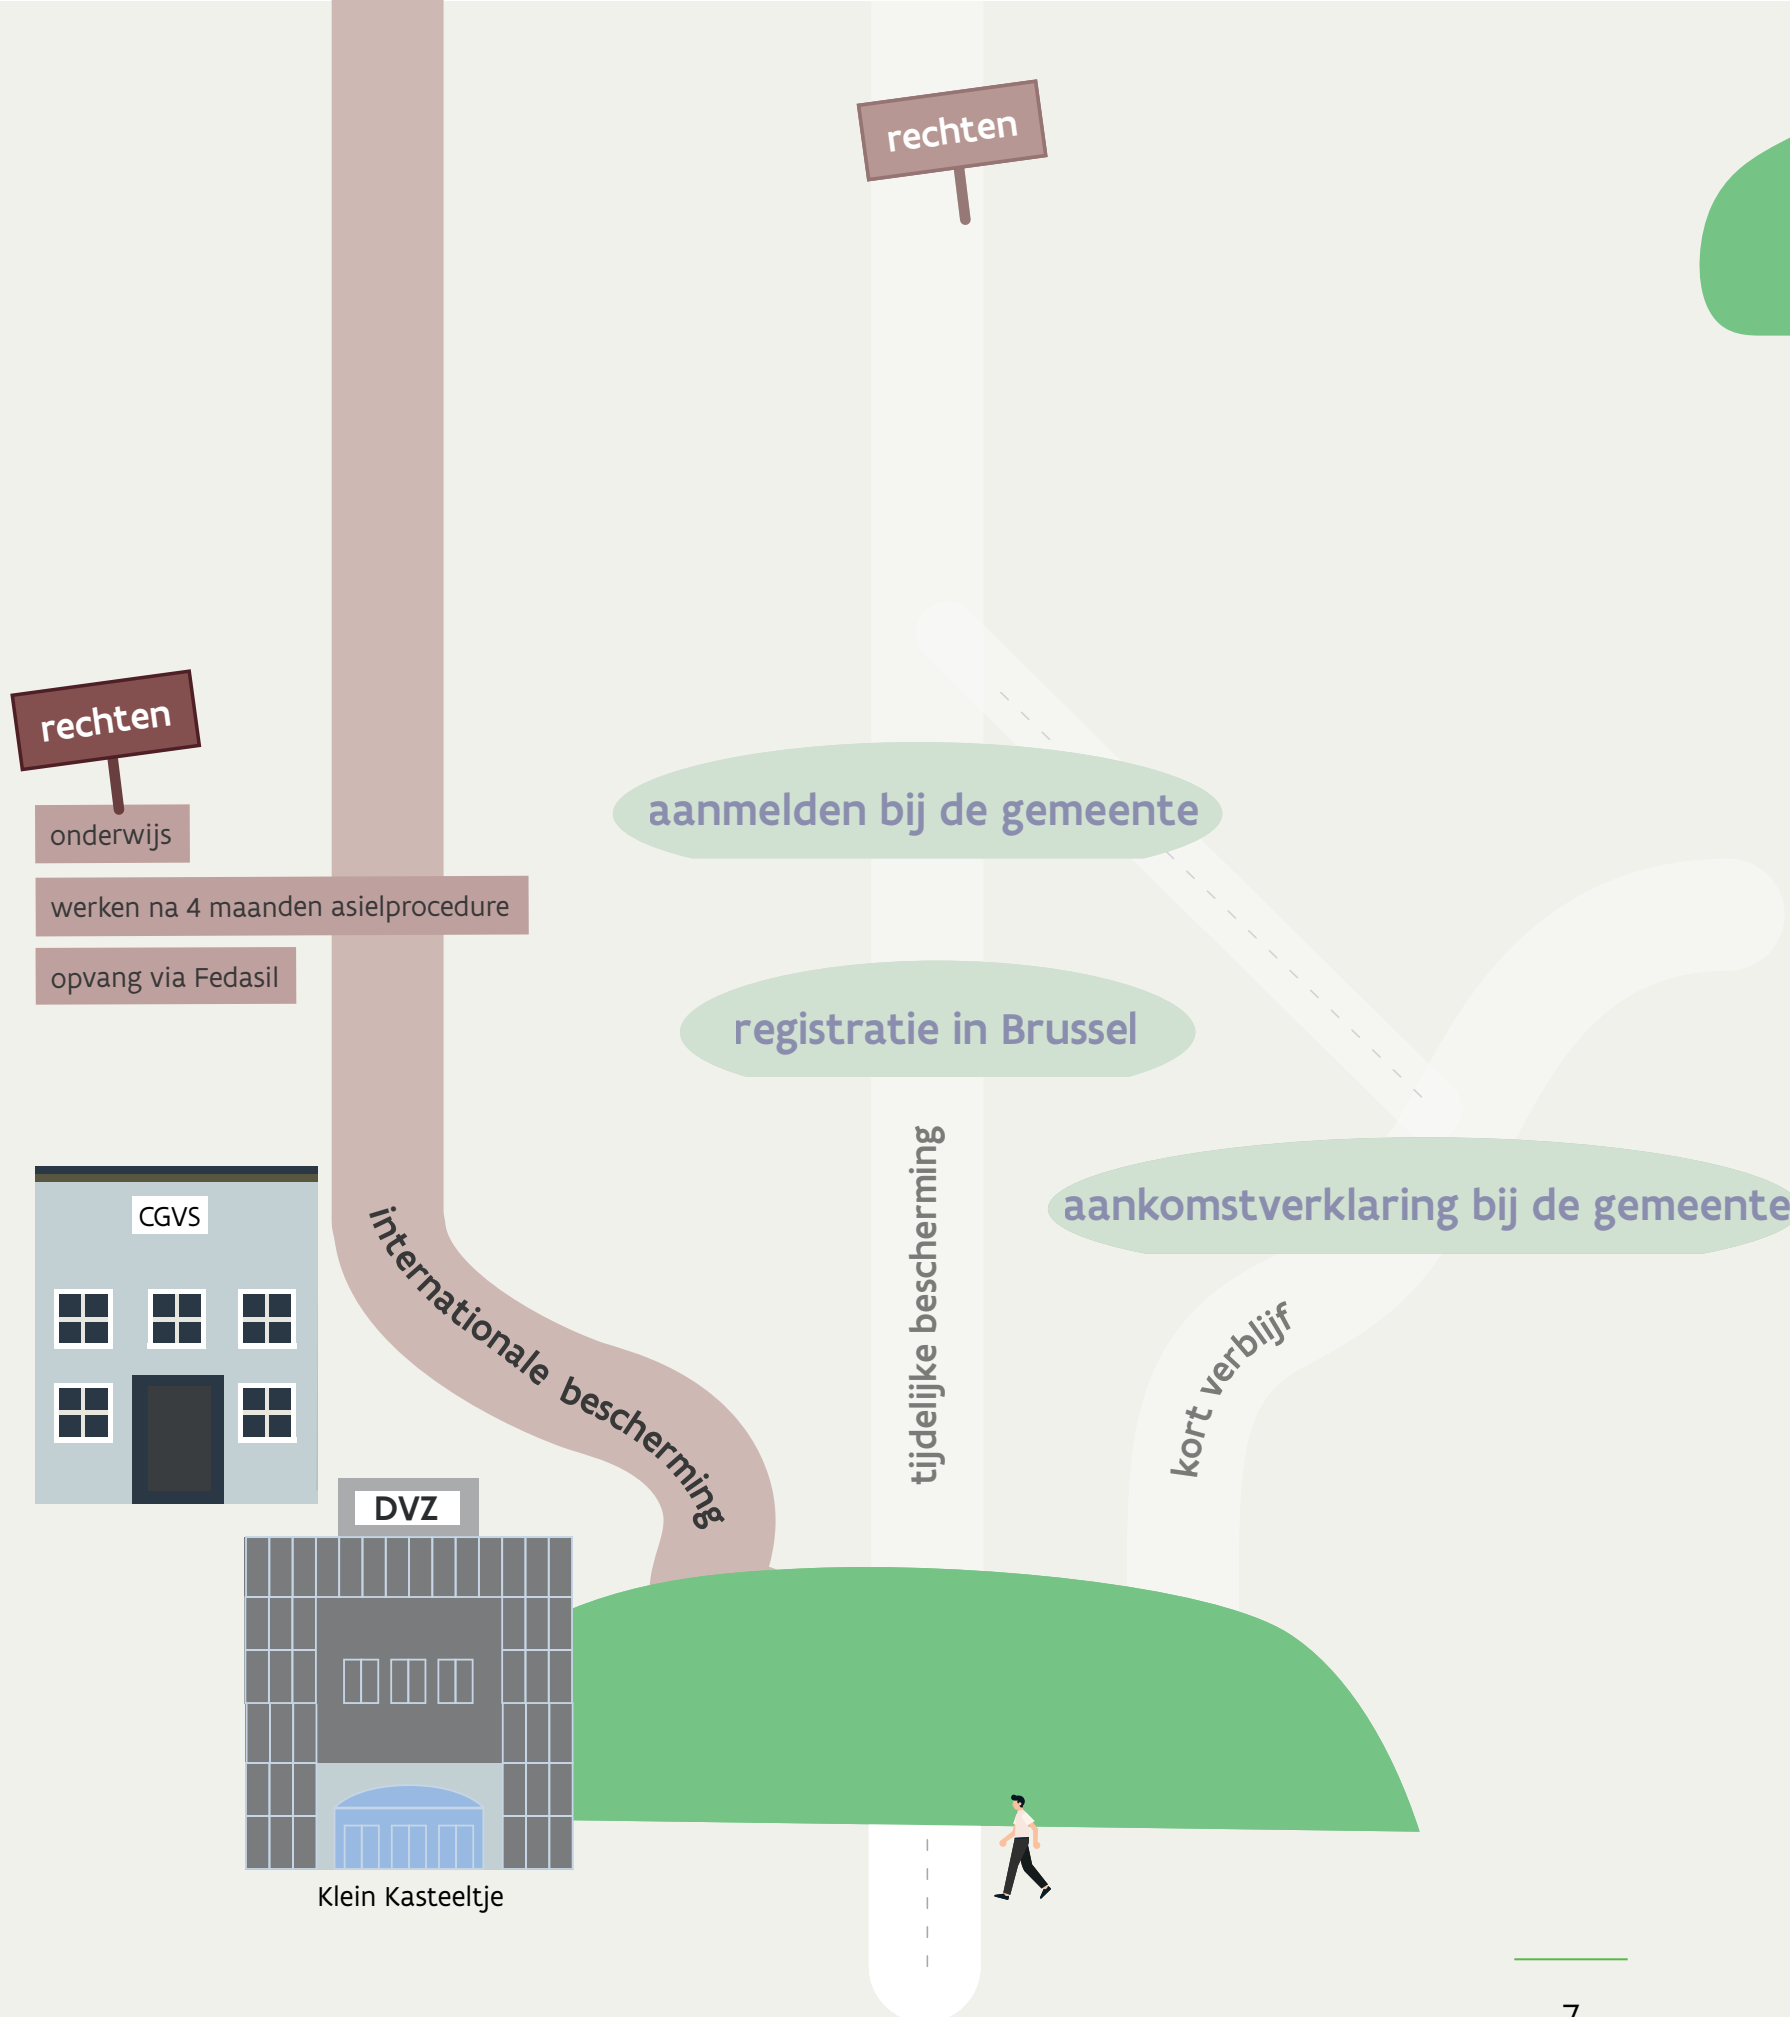 rechten
rechten
onderwijs
werken na 4 maanden asielprocedure
opvang via Fedasil
aanmelden bij de gemeente
registratie in Brussel
aankomstverklaring bij de gemeente
CGVS
internationale bescherming
tijdelijke bescherming
kort verblijf
DVZ
Klein Kasteeltje
7